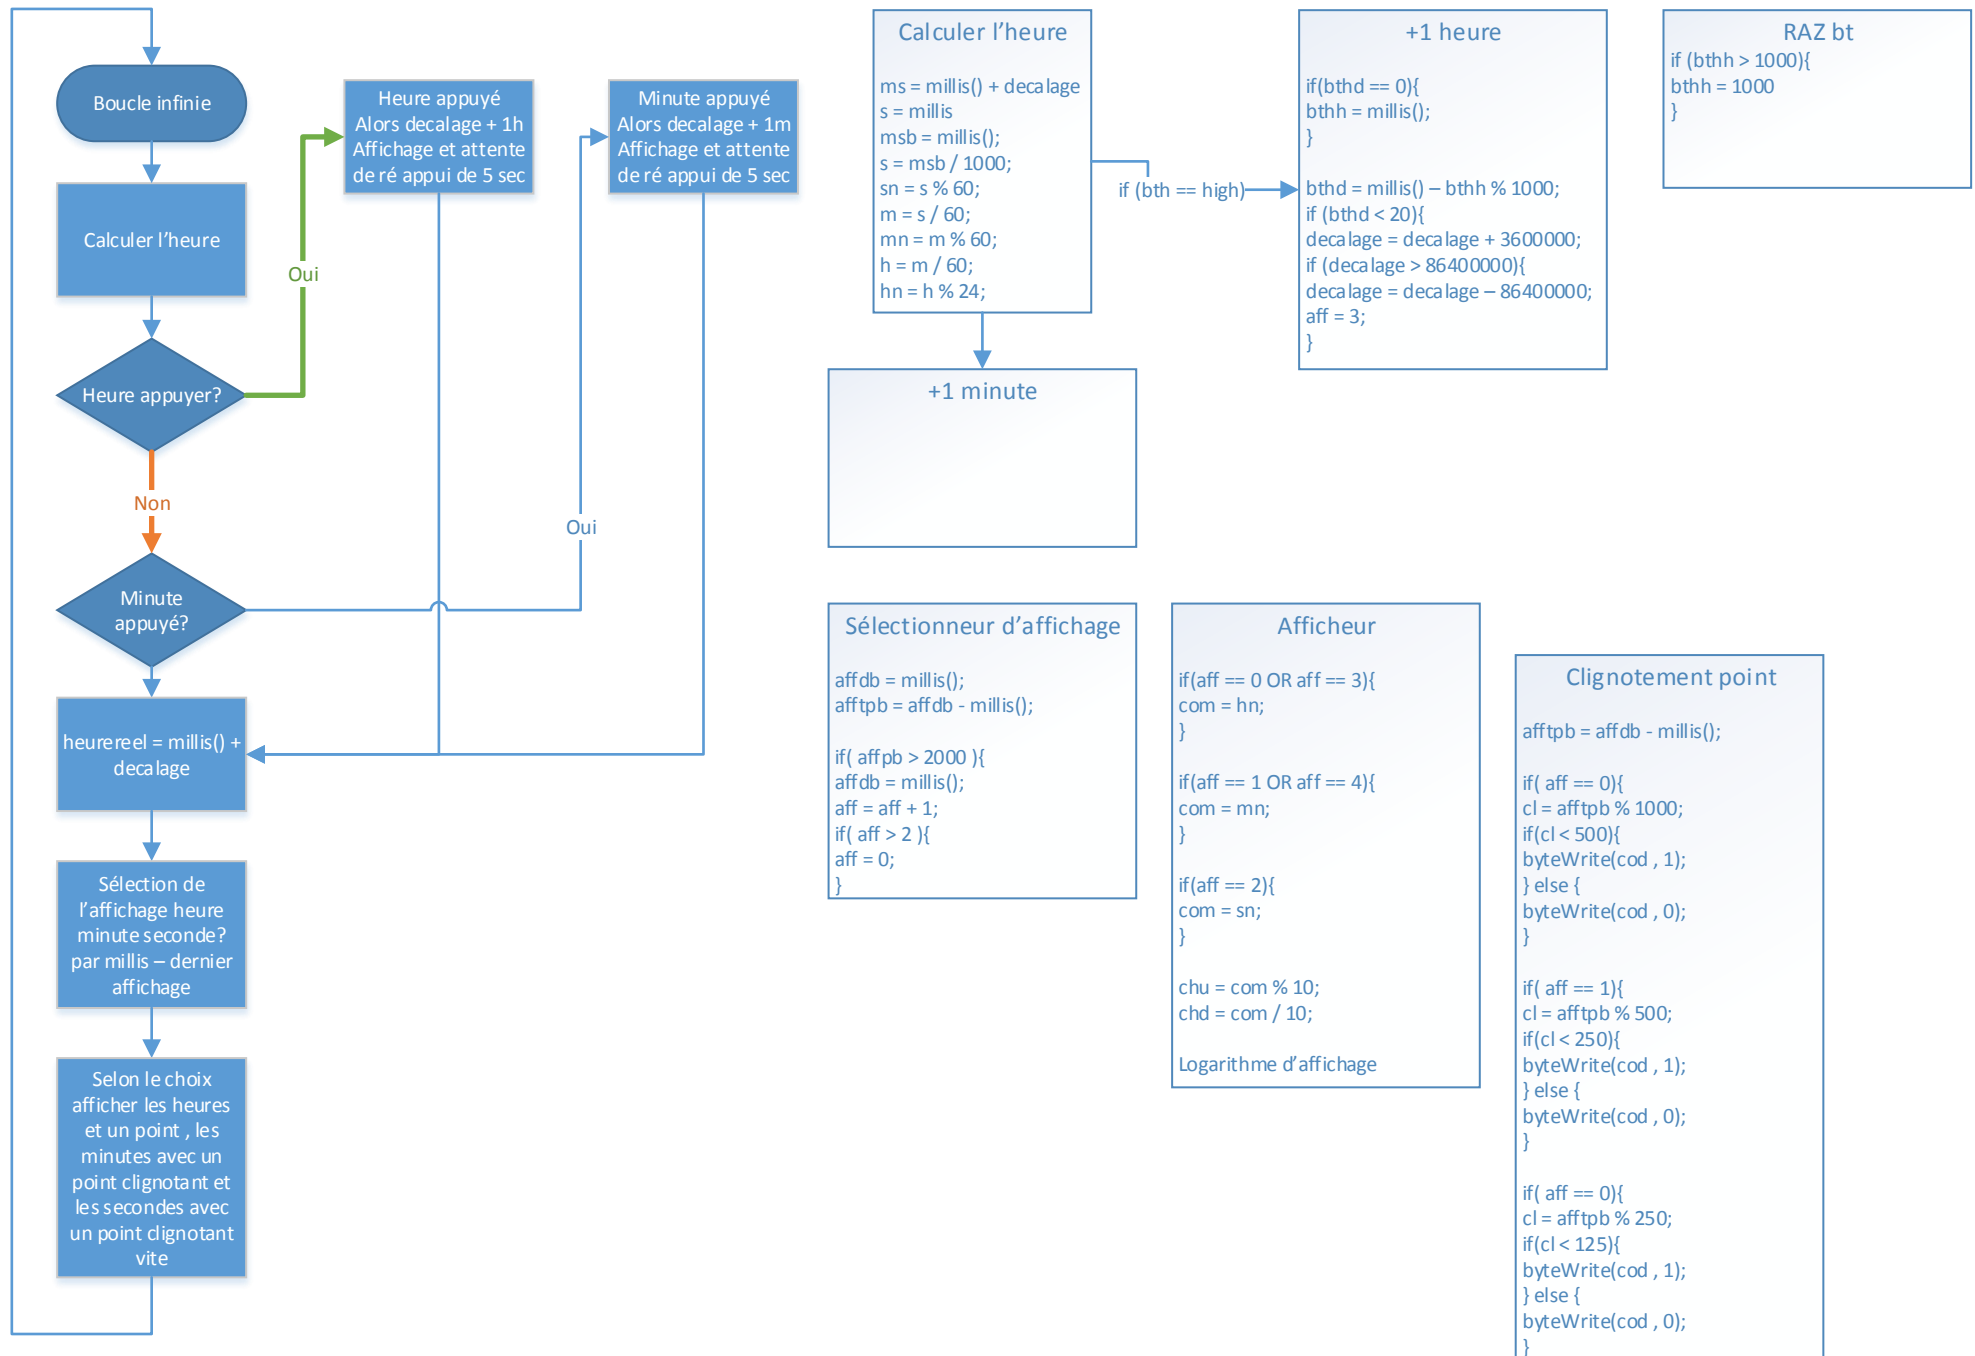 Boucle infinie
Calculer l'heure
Heure appuyer?
Oui
Non
Minute
appuyé?
Oui
Heure appuyé
Alors decalage + 1h
Affichage et attente
de ré appui de 5 sec
Minute appuyé
Alors decalage + 1m
Affichage et attente
de ré appui de 5 sec
heurereel = millis() +
decalage
Sélection de
l'affichage heure
minute seconde?
par millis – dernier
affichage
Selon le choix
afficher les heures
et un point , les
minutes avec un
point clignotant et
les secondes avec
un point clignotant
vite
Calculer l'heure
ms = millis() + decalage
s = millis
msb = millis();
s = msb / 1000;
sn = s % 60;
m = s / 60;
mn = m % 60;
h = m / 60;
hn = h % 24;
if (bth == high)
+1 heure
if(bthd == 0){
bthh = millis();
}
bthd = millis() – bthh % 1000;
if (bthd < 20){
decalage = decalage + 3600000;
if (decalage > 86400000){
decalage = decalage – 86400000;
aff = 3;
}
RAZ bt
if (bthh > 1000){
bthh = 1000
}
+1 minute
Sélectionneur d'affichage
affdb = millis();
afftpb = affdb - millis();
if( affpb > 2000 ){
affdb = millis();
aff = aff + 1;
if( aff > 2 ){
aff = 0;
}
Afficheur
if(aff == 0 OR aff == 3){
com = hn;
}
if(aff == 1 OR aff == 4){
com = mn;
}
if(aff == 2){
com = sn;
}
chu = com % 10;
chd = com / 10;
Logarithme d'affichage
Clignotement point
afftpb = affdb - millis();
if( aff == 0){
cl = afftpb % 1000;
if(cl < 500){
byteWrite(cod , 1);
} else {
byteWrite(cod , 0);
}
if( aff == 1){
cl = afftpb % 500;
if(cl < 250){
byteWrite(cod , 1);
} else {
byteWrite(cod , 0);
}
if( aff == 0){
cl = afftpb % 250;
if(cl < 125){
byteWrite(cod , 1);
} else {
byteWrite(cod , 0);
}